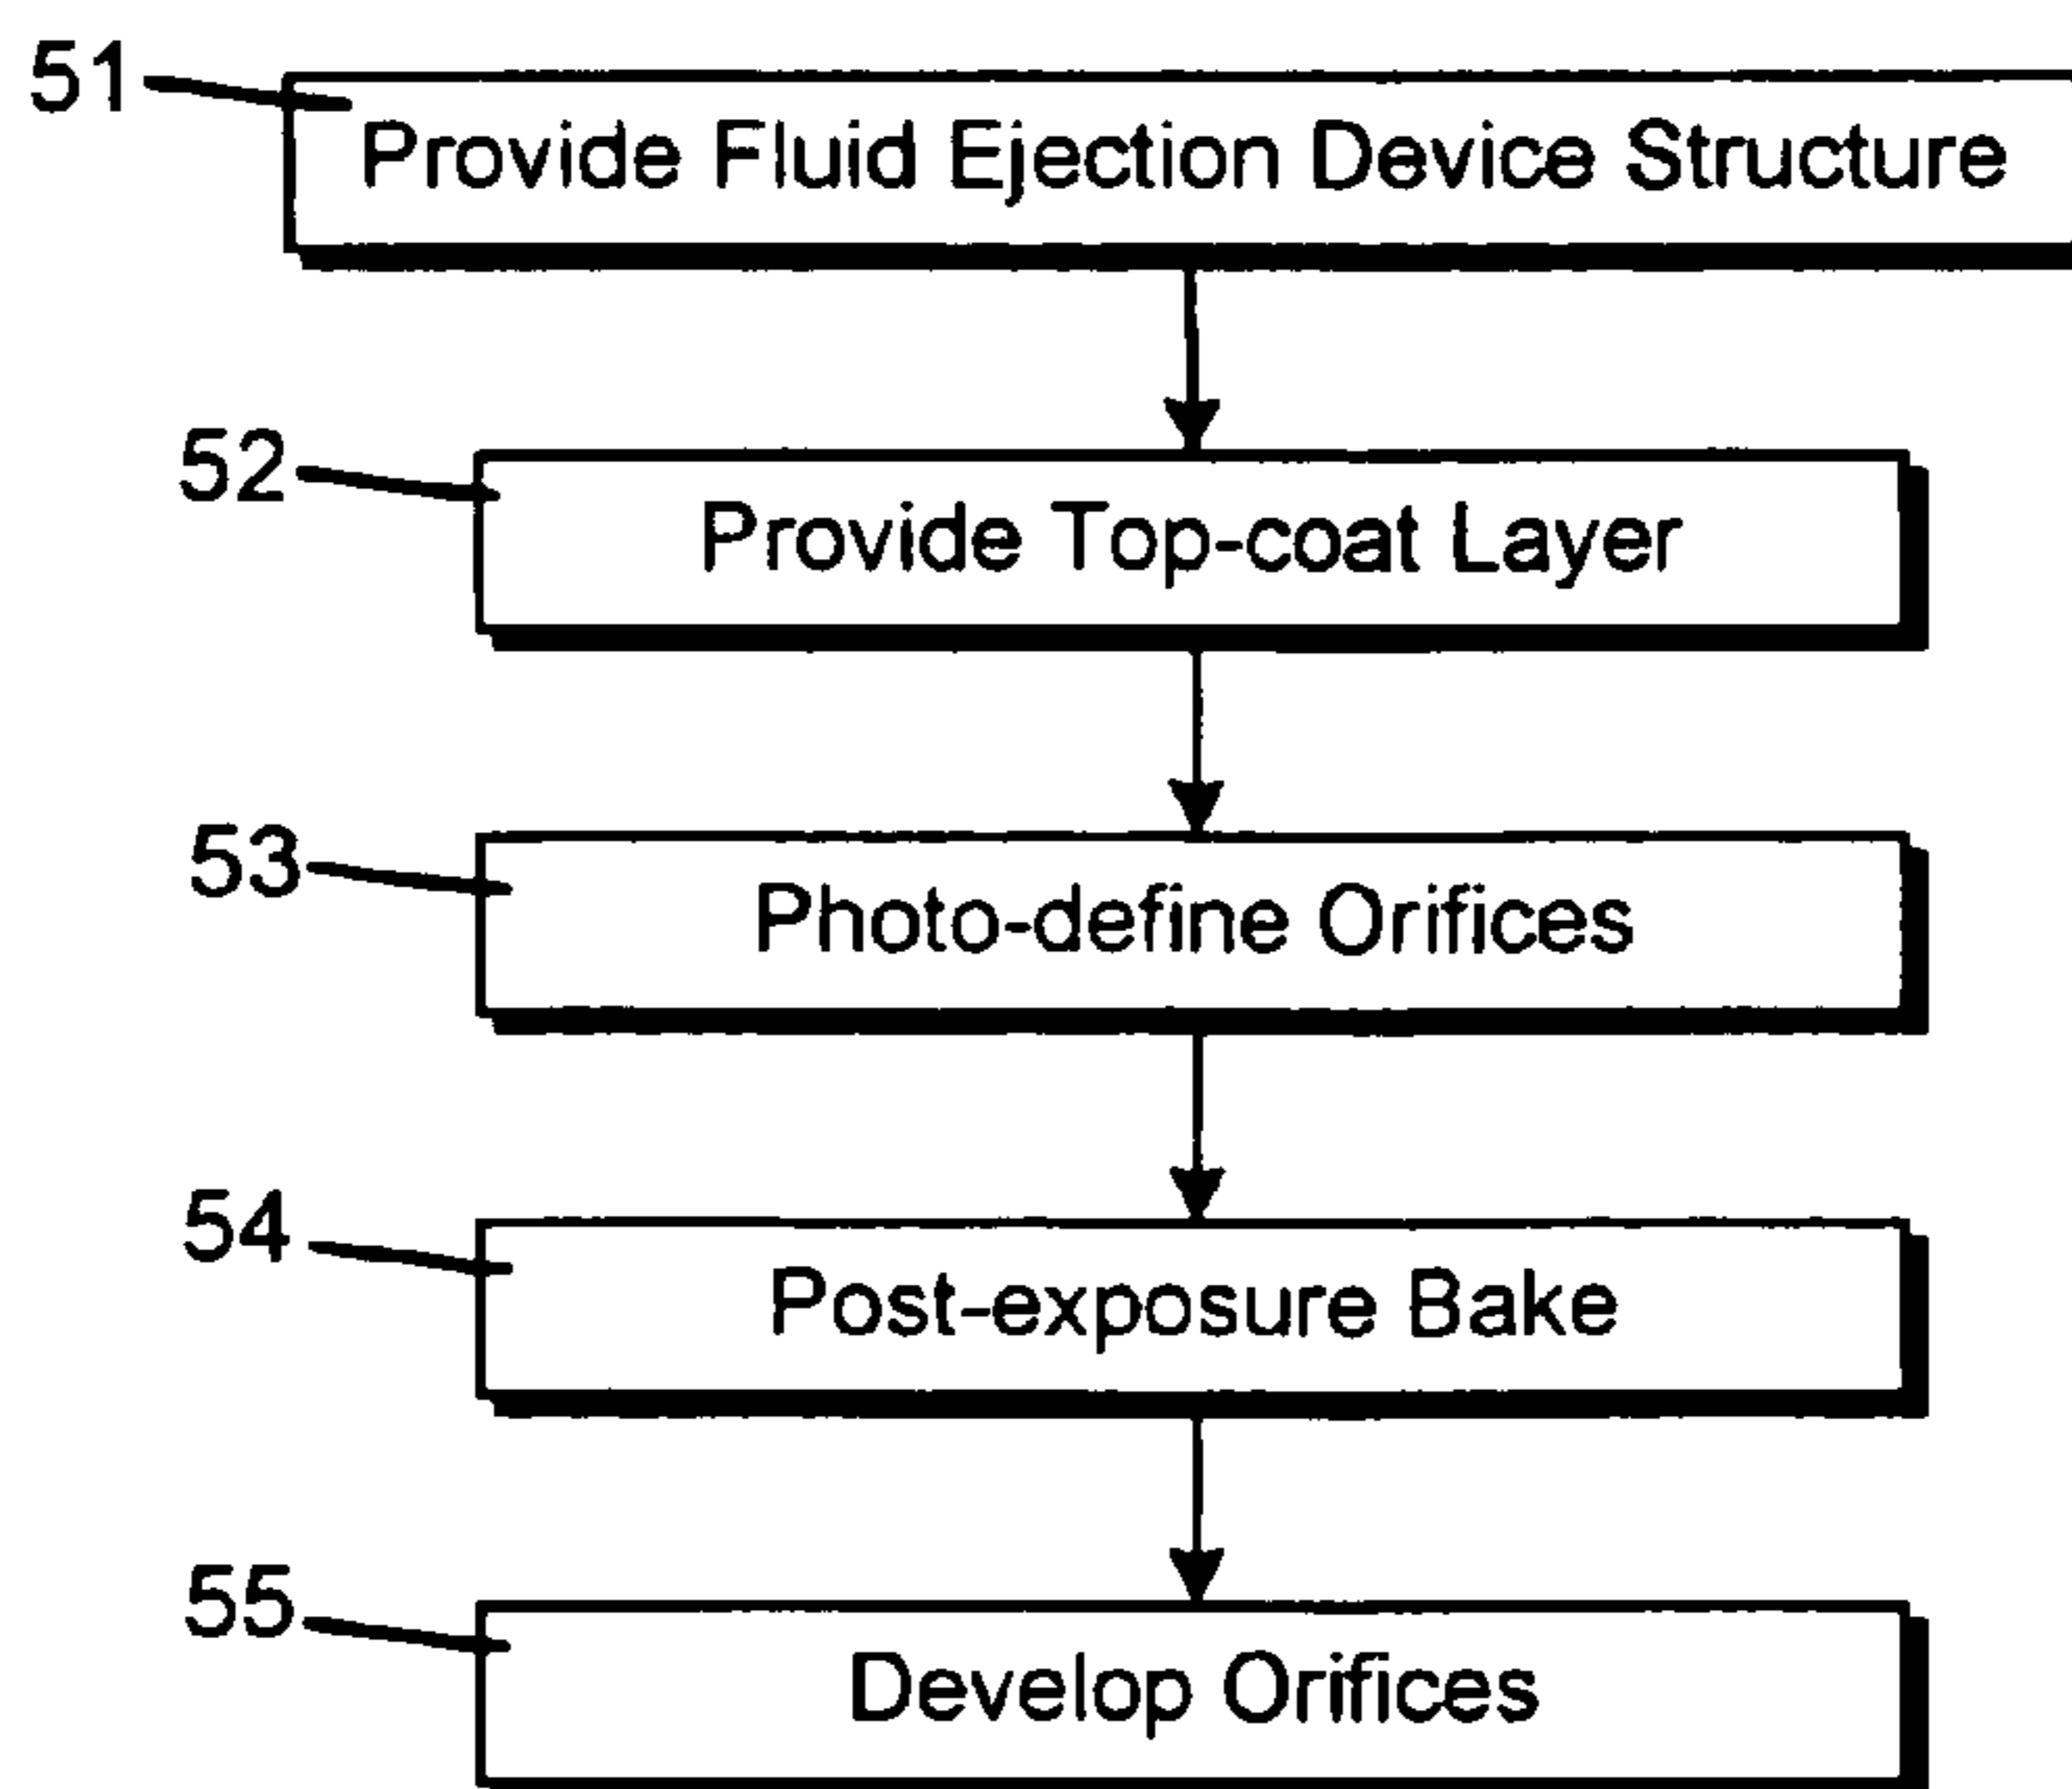 51
Provide Fluid Ejection Device Structure
52
Provide Top-coat Layer
53
Photo-define Orifices
54
Post-exposure Bake
55
Develop Orifices